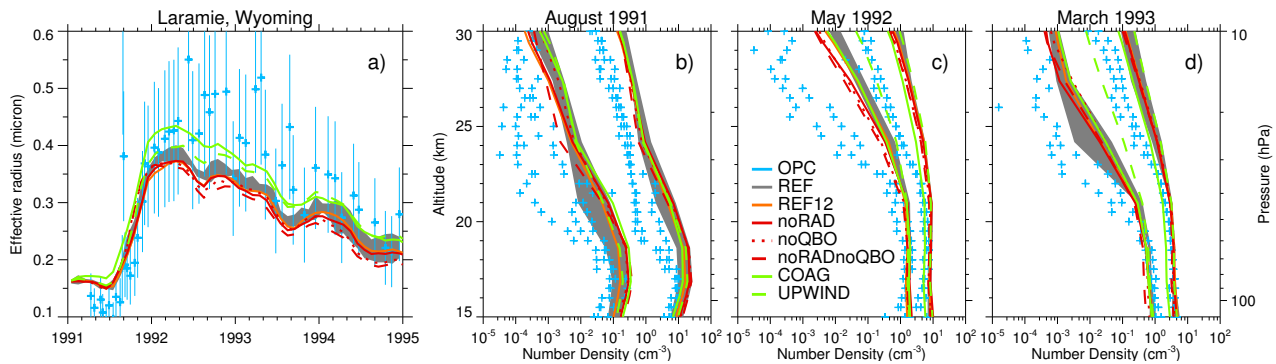 Laramie, Wyoming
August 1991
May 1992
March 1993
a)
b)
c)
d)
Effective radius (micron)
0.6
0.5
0.4
0.3
0.2
0.1
1991
1992
1993
1994
1995
Altitude (km)
30
25
20
15
10⁻⁵ 10⁻⁴ 10⁻³ 10⁻² 10⁻¹ 10⁰ 10¹ 10²
Number Density (cm⁻³)
OPC
REF
REF12
noRAD
noQBO
noRADnoQBO
COAG
UPWIND
10⁻⁵ 10⁻⁴ 10⁻³ 10⁻² 10⁻¹ 10⁰ 10¹ 10²
Number Density (cm⁻³)
10⁻⁵ 10⁻⁴ 10⁻³ 10⁻² 10⁻¹ 10⁰ 10¹ 10²
Number Density (cm⁻³)
10
100
Pressure (hPa)